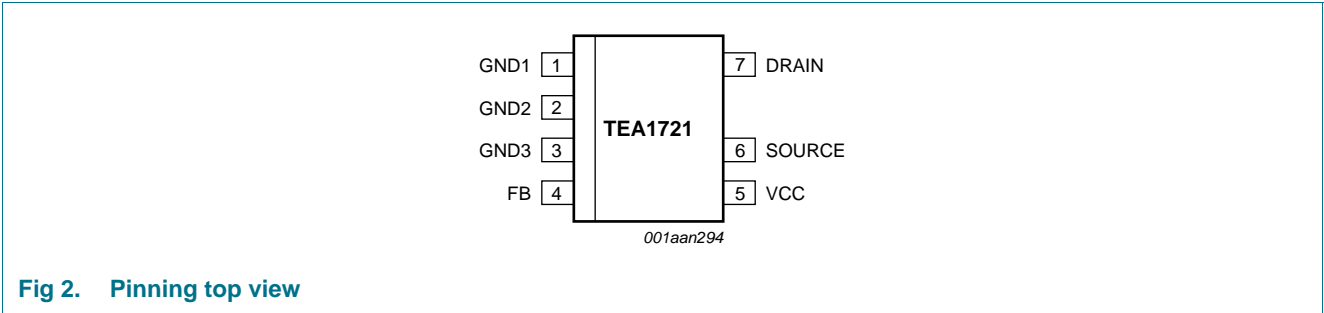 GND1 1 7 DRAIN
GND2 2
TEA1721
GND3 3 6 SOURCE
FB 4 5 VCC
001aan294
Fig 2. Pinning top view